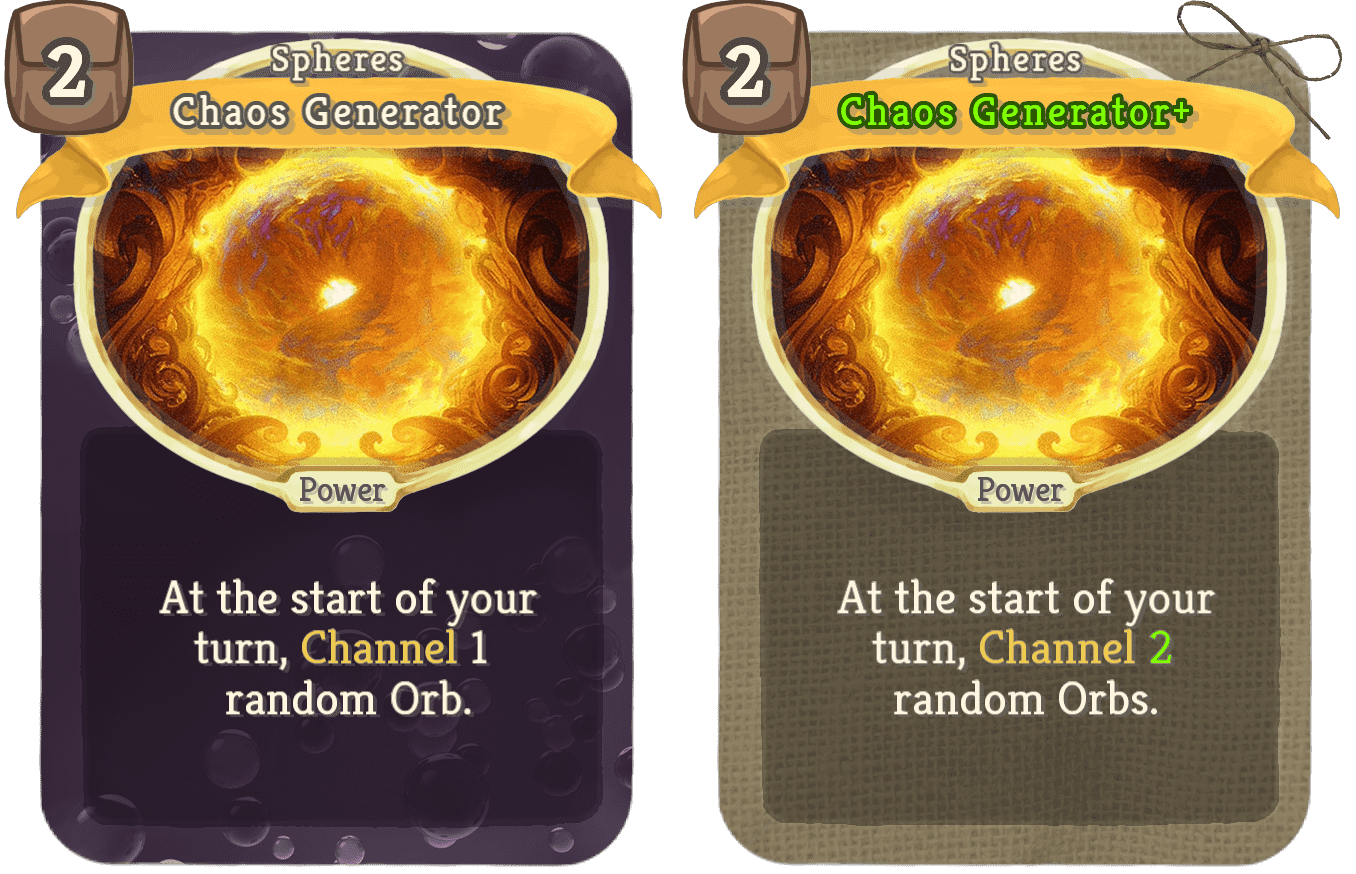 2
Spheres
Chaos Generator
Power
At the start of your
turn, Channel 1
random Orb.
2
Spheres
Chaos Generator+
Power
At the start of your
turn, Channel 2
random Orbs.